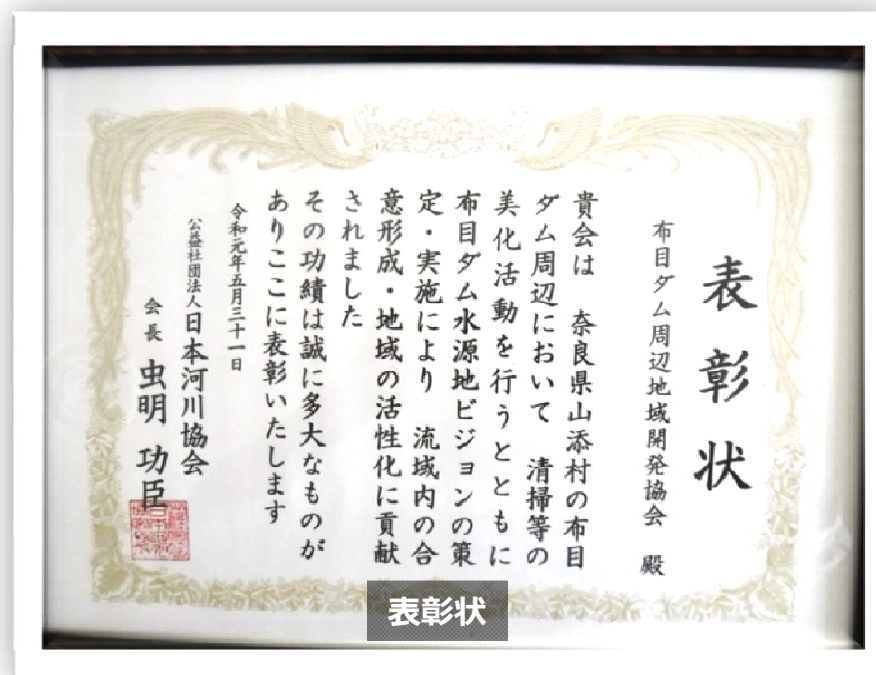 表彰状
布目ダム周辺地域開発協会 殿
貴会は 奈良県山添村の布目
ダム周辺において 清掃等の
美化活動を行うとともに
布目ダム水源地ビジョンの策
定・実施により 流域内の合
意形成・地域の活性化に貢献
されました
その功績は誠に多大なものが
ありここに表彰いたします
令和元年五月三十一日
公益社団法人日本河川協会
会長 虫明 功臣
表彰状